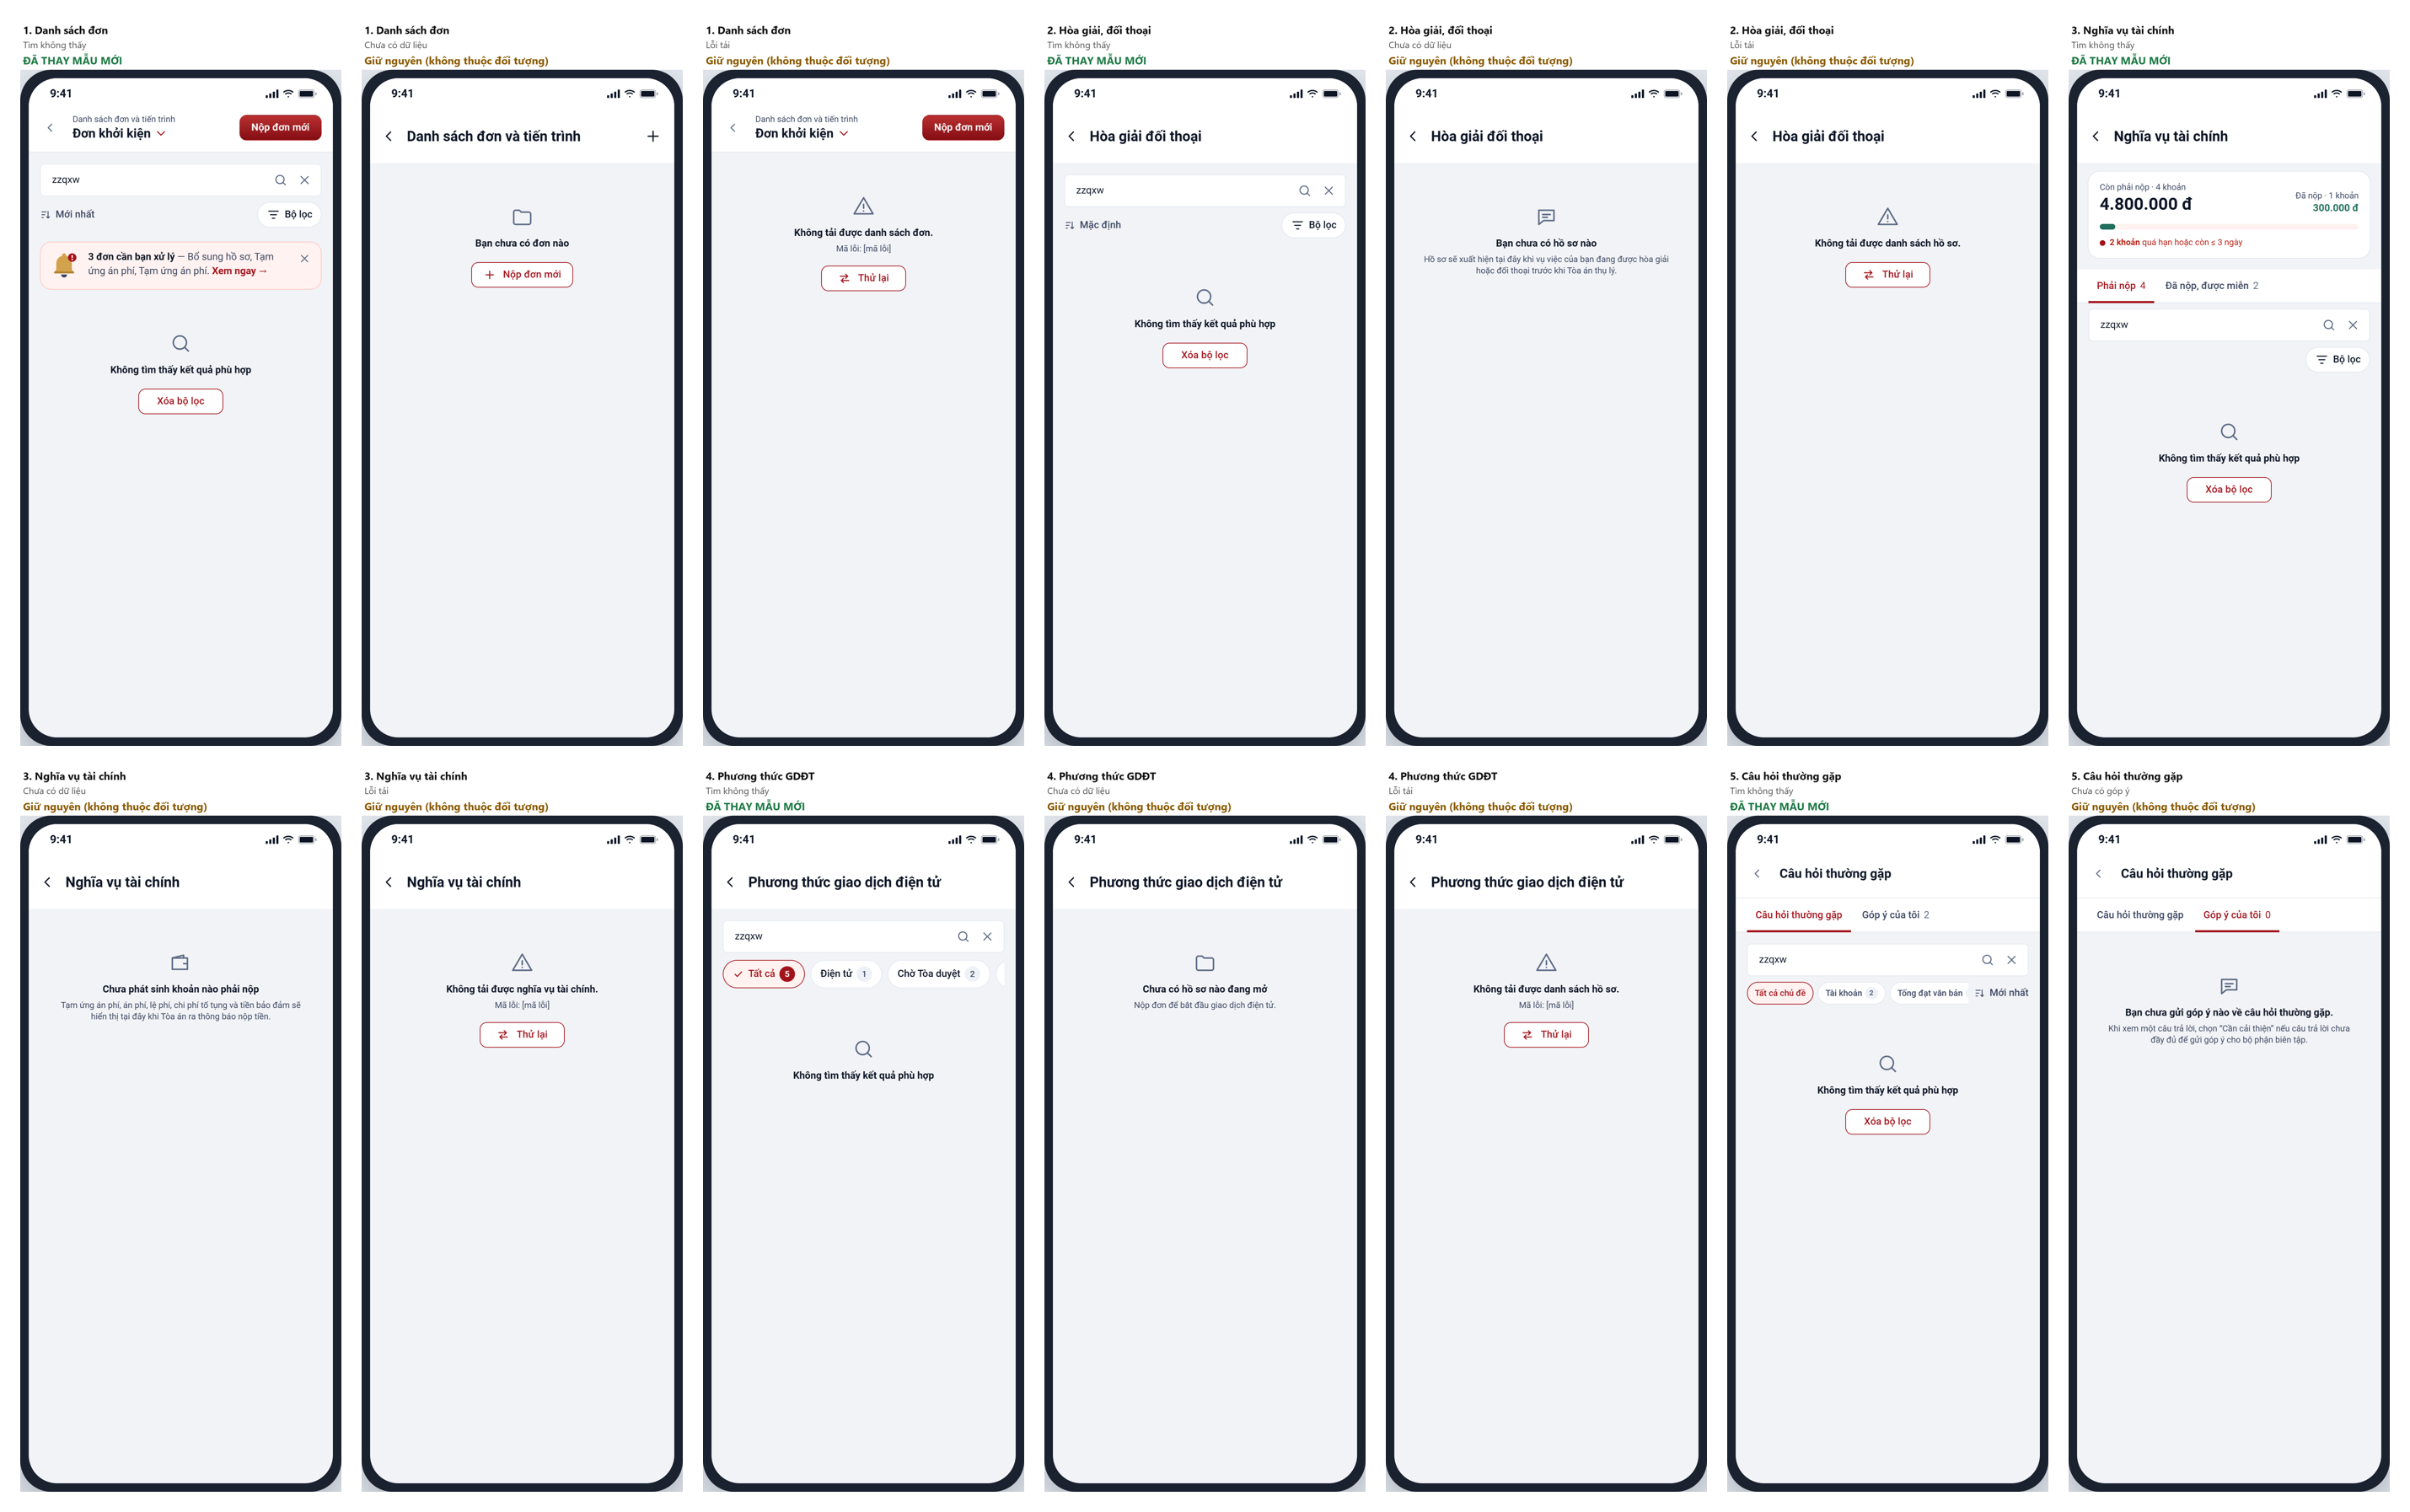 1. Danh sách đơn
Tìm không thấy
ĐÃ THAY MẪU MỚI
9:41
Danh sách đơn và tiến trình
Đơn khởi kiện
Nộp đơn mới
zzqxw
Mới nhất
Bộ lọc
3 đơn cần bạn xử lý — Bổ sung hồ sơ, Tạm
ứng án phí, Tạm ứng án phí. Xem ngay →
Không tìm thấy kết quả phù hợp
Xóa bộ lọc
1. Danh sách đơn
Chưa có dữ liệu
Giữ nguyên (không thuộc đối tượng)
9:41
Danh sách đơn và tiến trình
Bạn chưa có đơn nào
Nộp đơn mới
1. Danh sách đơn
Lỗi tải
Giữ nguyên (không thuộc đối tượng)
9:41
Danh sách đơn và tiến trình
Đơn khởi kiện
Nộp đơn mới
Không tải được danh sách đơn.
Mã lỗi: [mã lỗi]
Thử lại
2. Hòa giải, đối thoại
Tìm không thấy
ĐÃ THAY MẪU MỚI
9:41
Hòa giải đối thoại
zzqxw
Mặc định
Bộ lọc
Không tìm thấy kết quả phù hợp
Xóa bộ lọc
2. Hòa giải, đối thoại
Chưa có dữ liệu
Giữ nguyên (không thuộc đối tượng)
9:41
Hòa giải đối thoại
Bạn chưa có hồ sơ nào
Hồ sơ sẽ xuất hiện tại đây khi vụ việc của bạn đang được hòa giải
hoặc đối thoại trước khi Tòa án thụ lý.
2. Hòa giải, đối thoại
Lỗi tải
Giữ nguyên (không thuộc đối tượng)
9:41
Hòa giải đối thoại
Không tải được danh sách hồ sơ.
Thử lại
3. Nghĩa vụ tài chính
Tìm không thấy
ĐÃ THAY MẪU MỚI
9:41
Nghĩa vụ tài chính
Còn phải nộp · 4 khoản
4.800.000 đ
Đã nộp · 1 khoản
300.000 đ
2 khoản quá hạn hoặc còn ≤ 3 ngày
Phải nộp 4
Đã nộp, được miễn 2
zzqxw
Bộ lọc
Không tìm thấy kết quả phù hợp
Xóa bộ lọc
3. Nghĩa vụ tài chính
Chưa có dữ liệu
Giữ nguyên (không thuộc đối tượng)
9:41
Nghĩa vụ tài chính
Chưa phát sinh khoản nào phải nộp
Tạm ứng án phí, án phí, lệ phí, chi phí tố tụng và tiền bảo đảm sẽ
hiển thị tại đây khi Tòa án ra thông báo nộp tiền.
3. Nghĩa vụ tài chính
Lỗi tải
Giữ nguyên (không thuộc đối tượng)
9:41
Nghĩa vụ tài chính
Không tải được nghĩa vụ tài chính.
Mã lỗi: [mã lỗi]
Thử lại
4. Phương thức GDĐT
Tìm không thấy
ĐÃ THAY MẪU MỚI
9:41
Phương thức giao dịch điện tử
zzqxw
Tất cả 5
Điện tử 1
Chờ Tòa duyệt 2
Không tìm thấy kết quả phù hợp
4. Phương thức GDĐT
Chưa có dữ liệu
Giữ nguyên (không thuộc đối tượng)
9:41
Phương thức giao dịch điện tử
Chưa có hồ sơ nào đang mở
Nộp đơn để bắt đầu giao dịch điện tử.
4. Phương thức GDĐT
Lỗi tải
Giữ nguyên (không thuộc đối tượng)
9:41
Phương thức giao dịch điện tử
Không tải được danh sách hồ sơ.
Mã lỗi: [mã lỗi]
Thử lại
5. Câu hỏi thường gặp
Tìm không thấy
ĐÃ THAY MẪU MỚI
9:41
Câu hỏi thường gặp
Câu hỏi thường gặp
Góp ý của tôi 2
zzqxw
Tất cả chủ đề
Tài khoản 2
Tống đạt văn bản
Mới nhất
Không tìm thấy kết quả phù hợp
Xóa bộ lọc
5. Câu hỏi thường gặp
Chưa có góp ý
Giữ nguyên (không thuộc đối tượng)
9:41
Câu hỏi thường gặp
Câu hỏi thường gặp
Góp ý của tôi 0
Bạn chưa gửi góp ý nào về câu hỏi thường gặp.
Khi xem một câu trả lời, chọn “Cần cải thiện” nếu câu trả lời chưa
đầy đủ để gửi góp ý cho bộ phận biên tập.